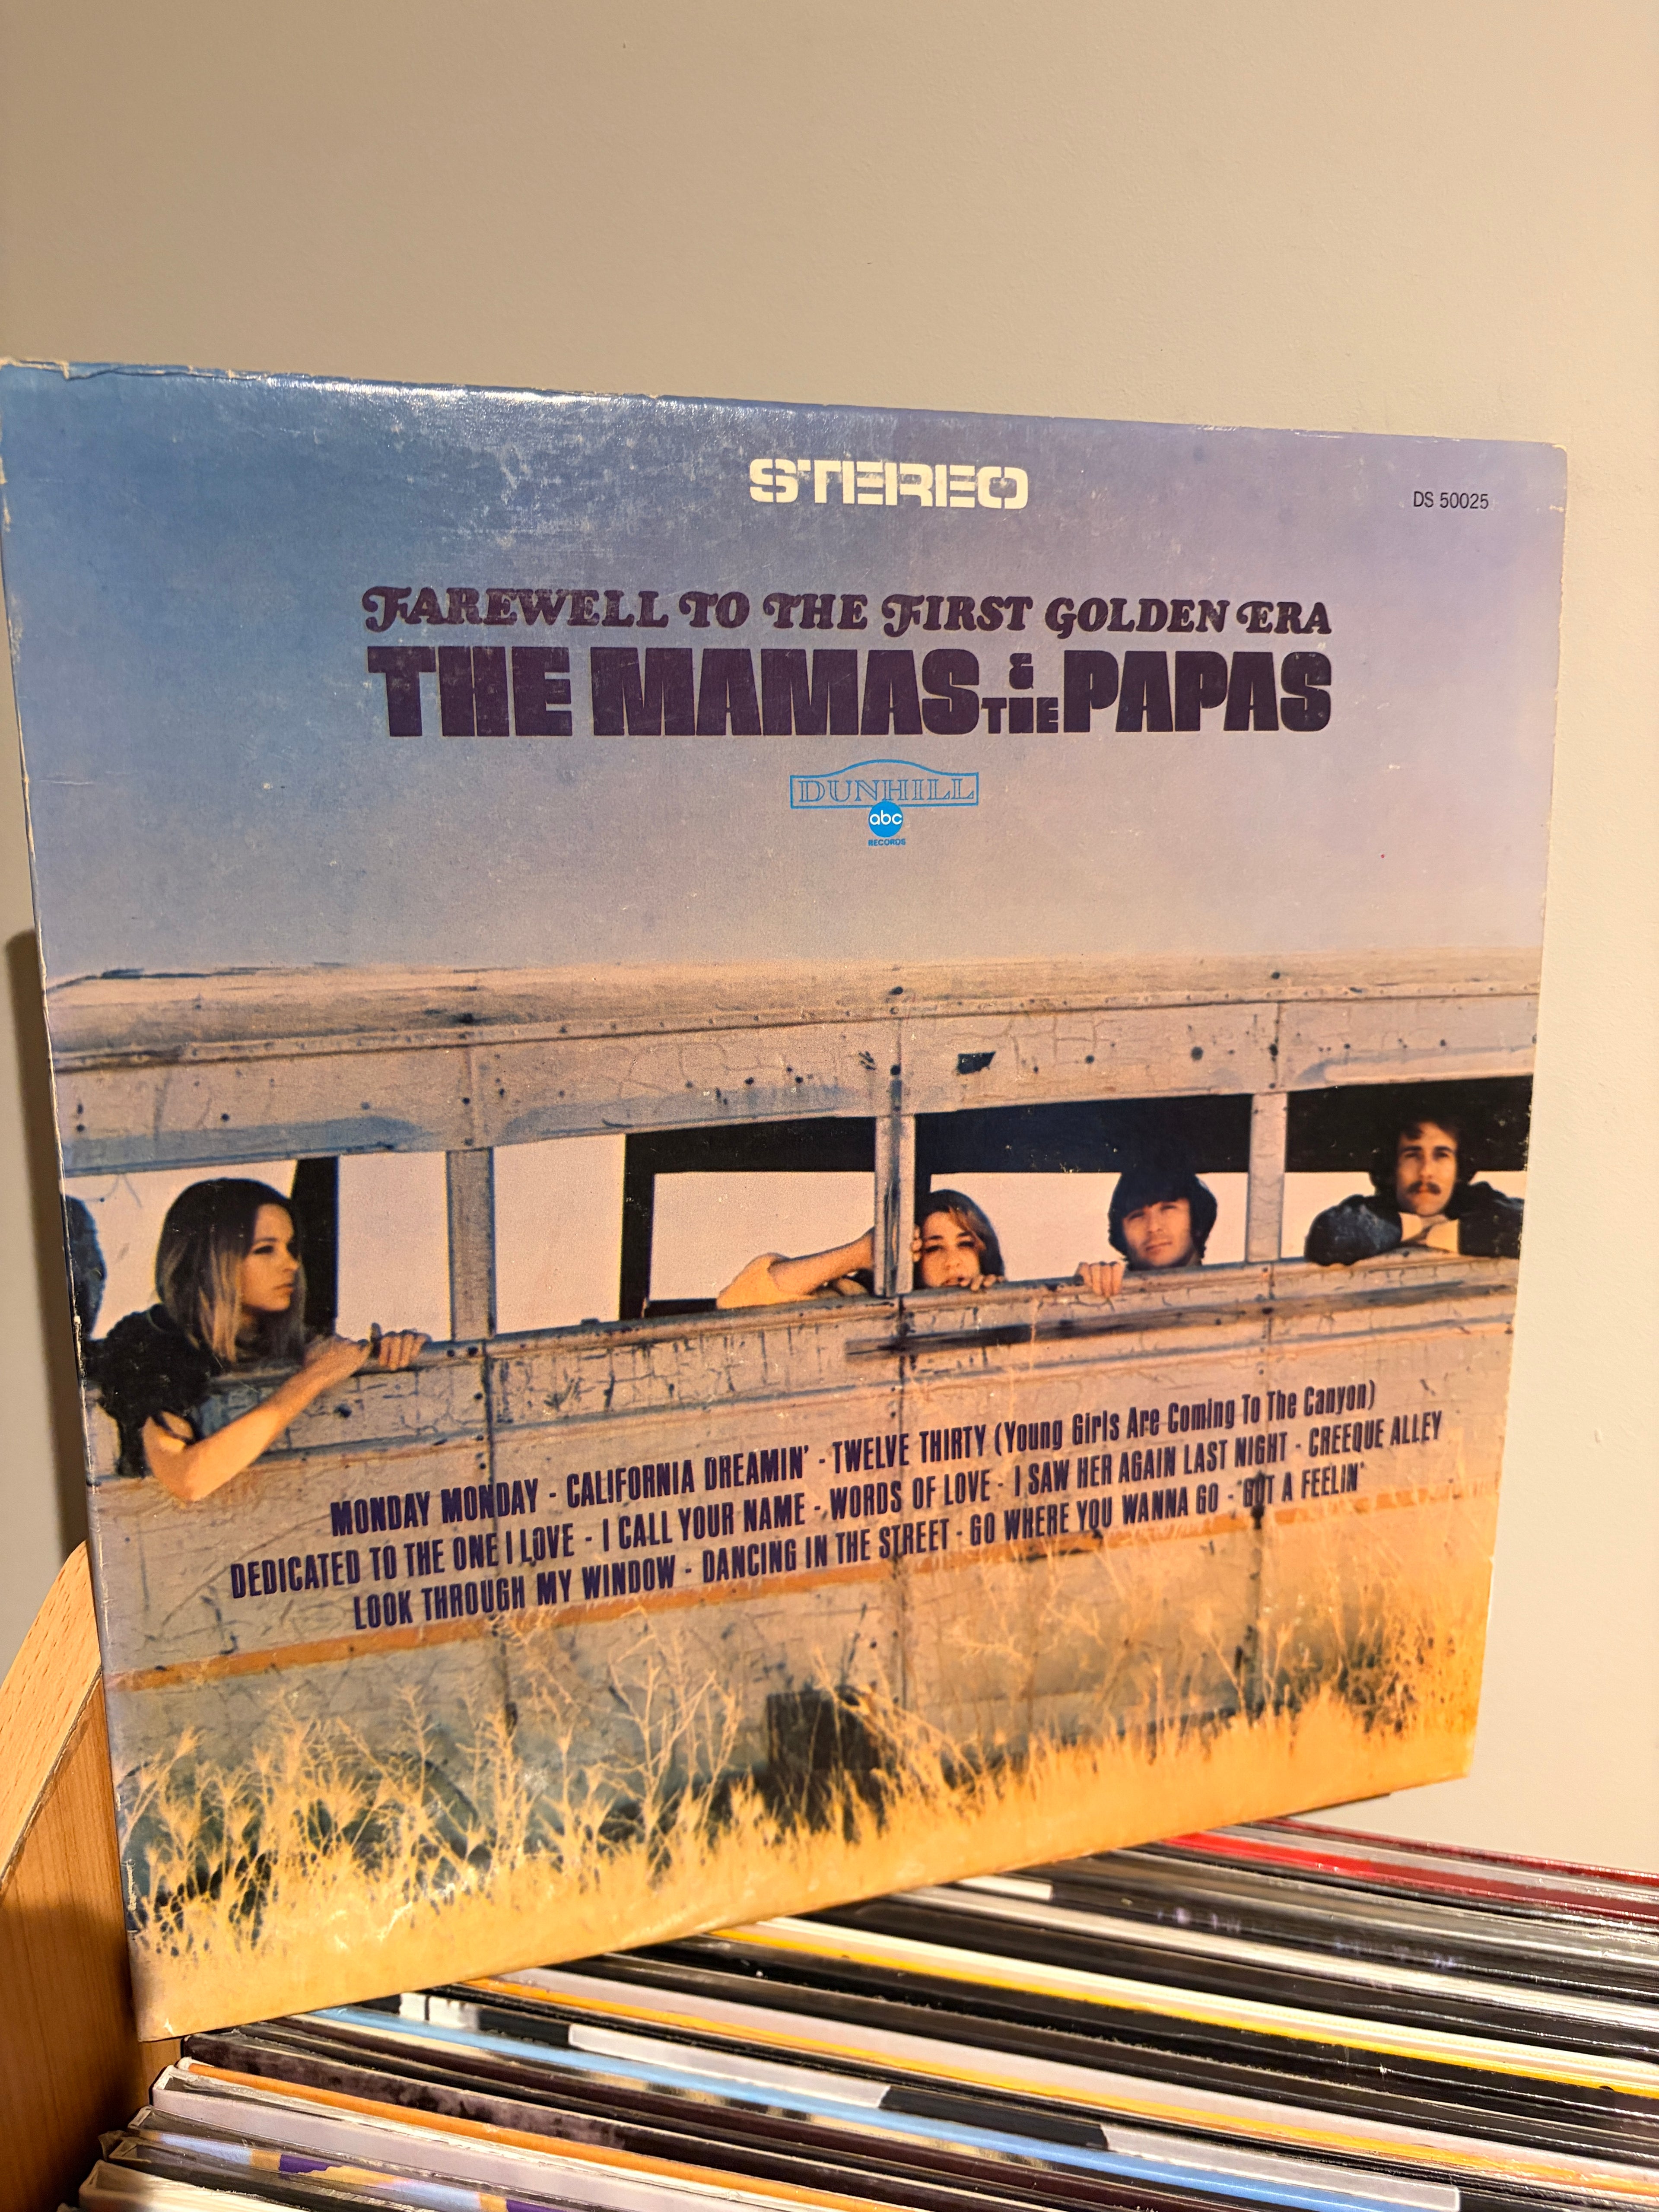 STEREO
DS 50025
FAREWELL TO THE FIRST GOLDEN ERA
THE MAMAS & THE PAPAS
DUNHILL
abc
RECORDS
MONDAY MONDAY - CALIFORNIA DREAMIN' - TWELVE THIRTY (Young Girls Are Coming To The Canyon)
DEDICATED TO THE ONE I LOVE - I CALL YOUR NAME - WORDS OF LOVE - I SAW HER AGAIN LAST NIGHT - CREEQUE ALLEY
LOOK THROUGH MY WINDOW - DANCING IN THE STREET - GO WHERE YOU WANNA GO - GOT A FEELIN'